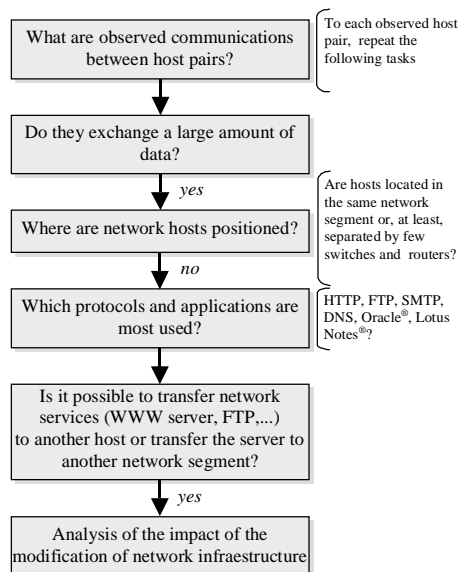 What are observed communications
between host pairs?
To each observed host
pair, repeat the
following tasks
Do they exchange a large amount of
data?
yes
Where are network hosts positioned?
Are hosts located in
the same network
segment or, at least,
separated by few
switches and routers?
no
Which protocols and applications are
most used?
HTTP, FTP, SMTP,
DNS, Oracle®, Lotus
Notes®?
Is it possible to transfer network
services (WWW server, FTP,...)
to another host or transfer the server to
another network segment?
yes
Analysis of the impact of the
modification of network infraestructure